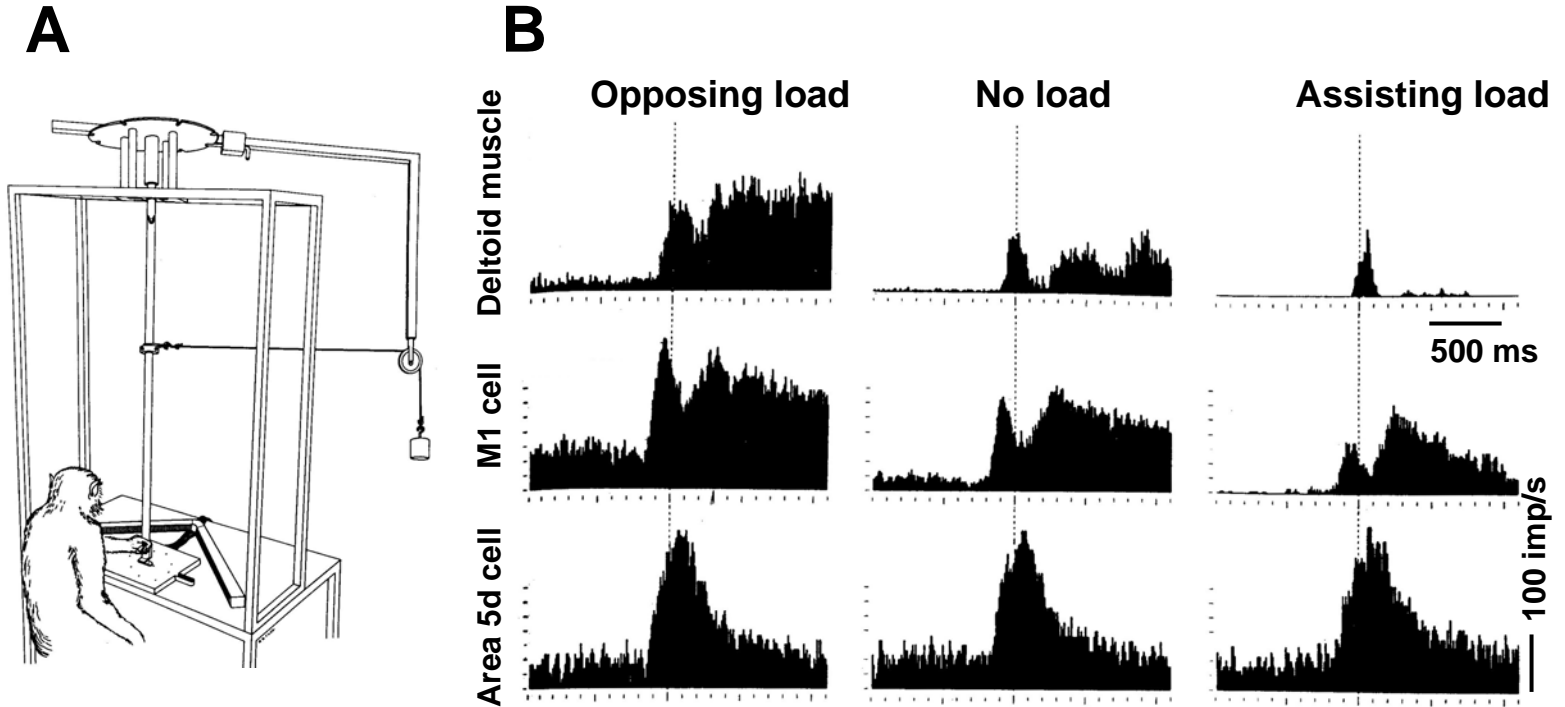 A
B
Opposing load
No load
Assisting load
Deltoid muscle
500 ms
M1 cell
Area 5d cell
100 imp/s